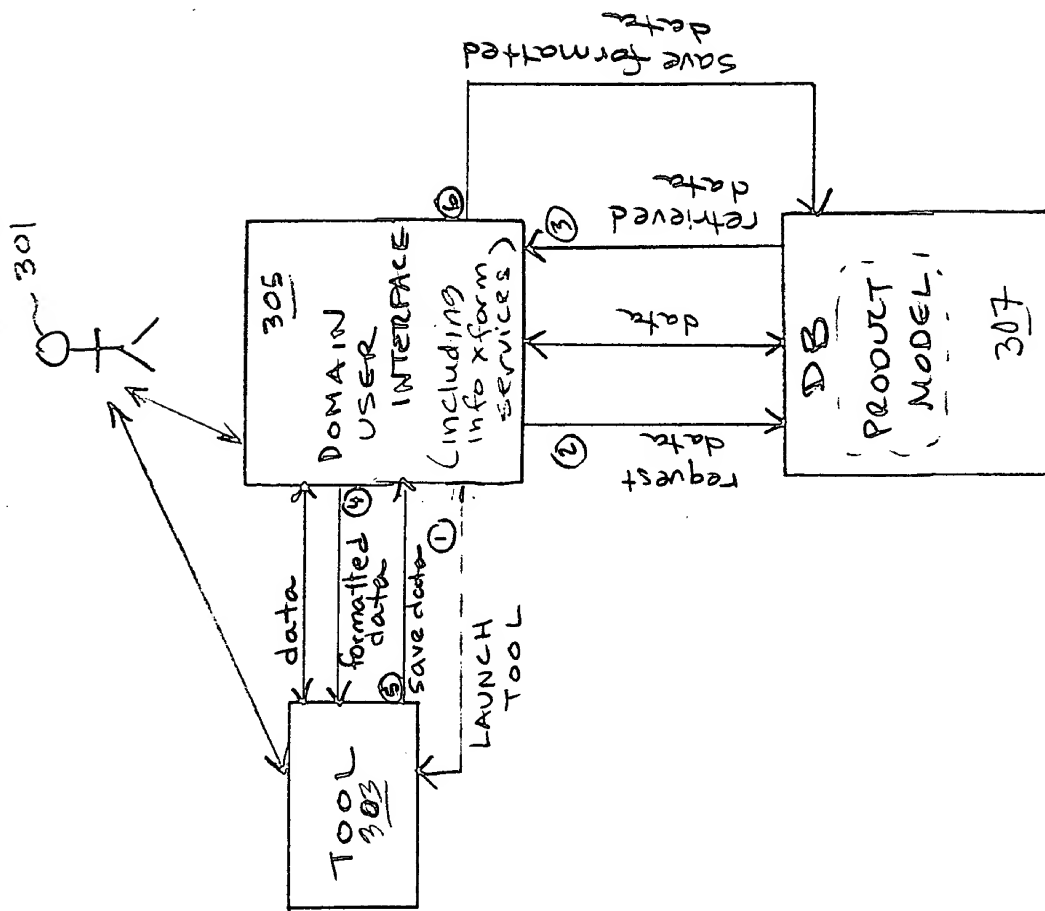 301
305
DOMAIN
USER
INTERFACE
(including
info xform
services)
data
④
formatted
data
⑤
save data
①
LAUNCH
TOOL
TOOL
303
⑥
save formatted
data
③
retrieved
data
data
②
request
data
DB
PRODUCT
MODEL
307